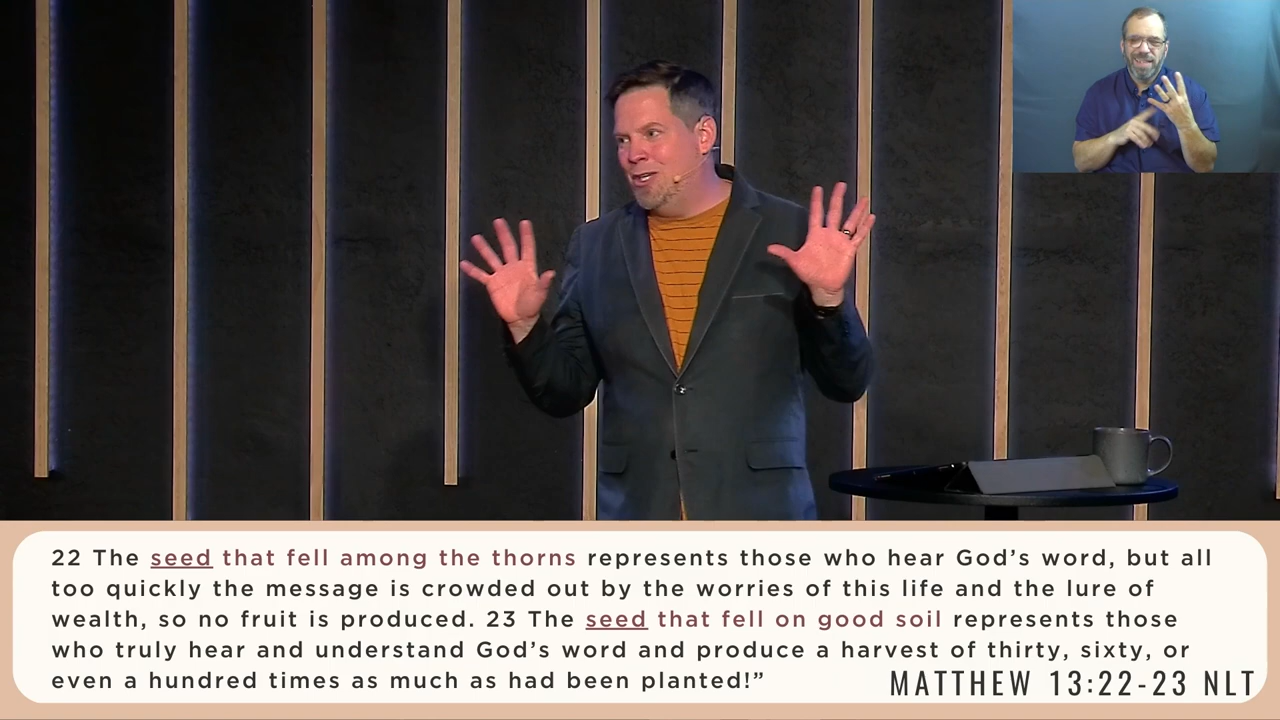 22 The seed that fell among the thorns represents those who hear God’s word, but all
too quickly the message is crowded out by the worries of this life and the lure of
wealth, so no fruit is produced. 23 The seed that fell on good soil represents those
who truly hear and understand God’s word and produce a harvest of thirty, sixty, or
even a hundred times as much as had been planted!”
MATTHEW 13:22-23 NLT